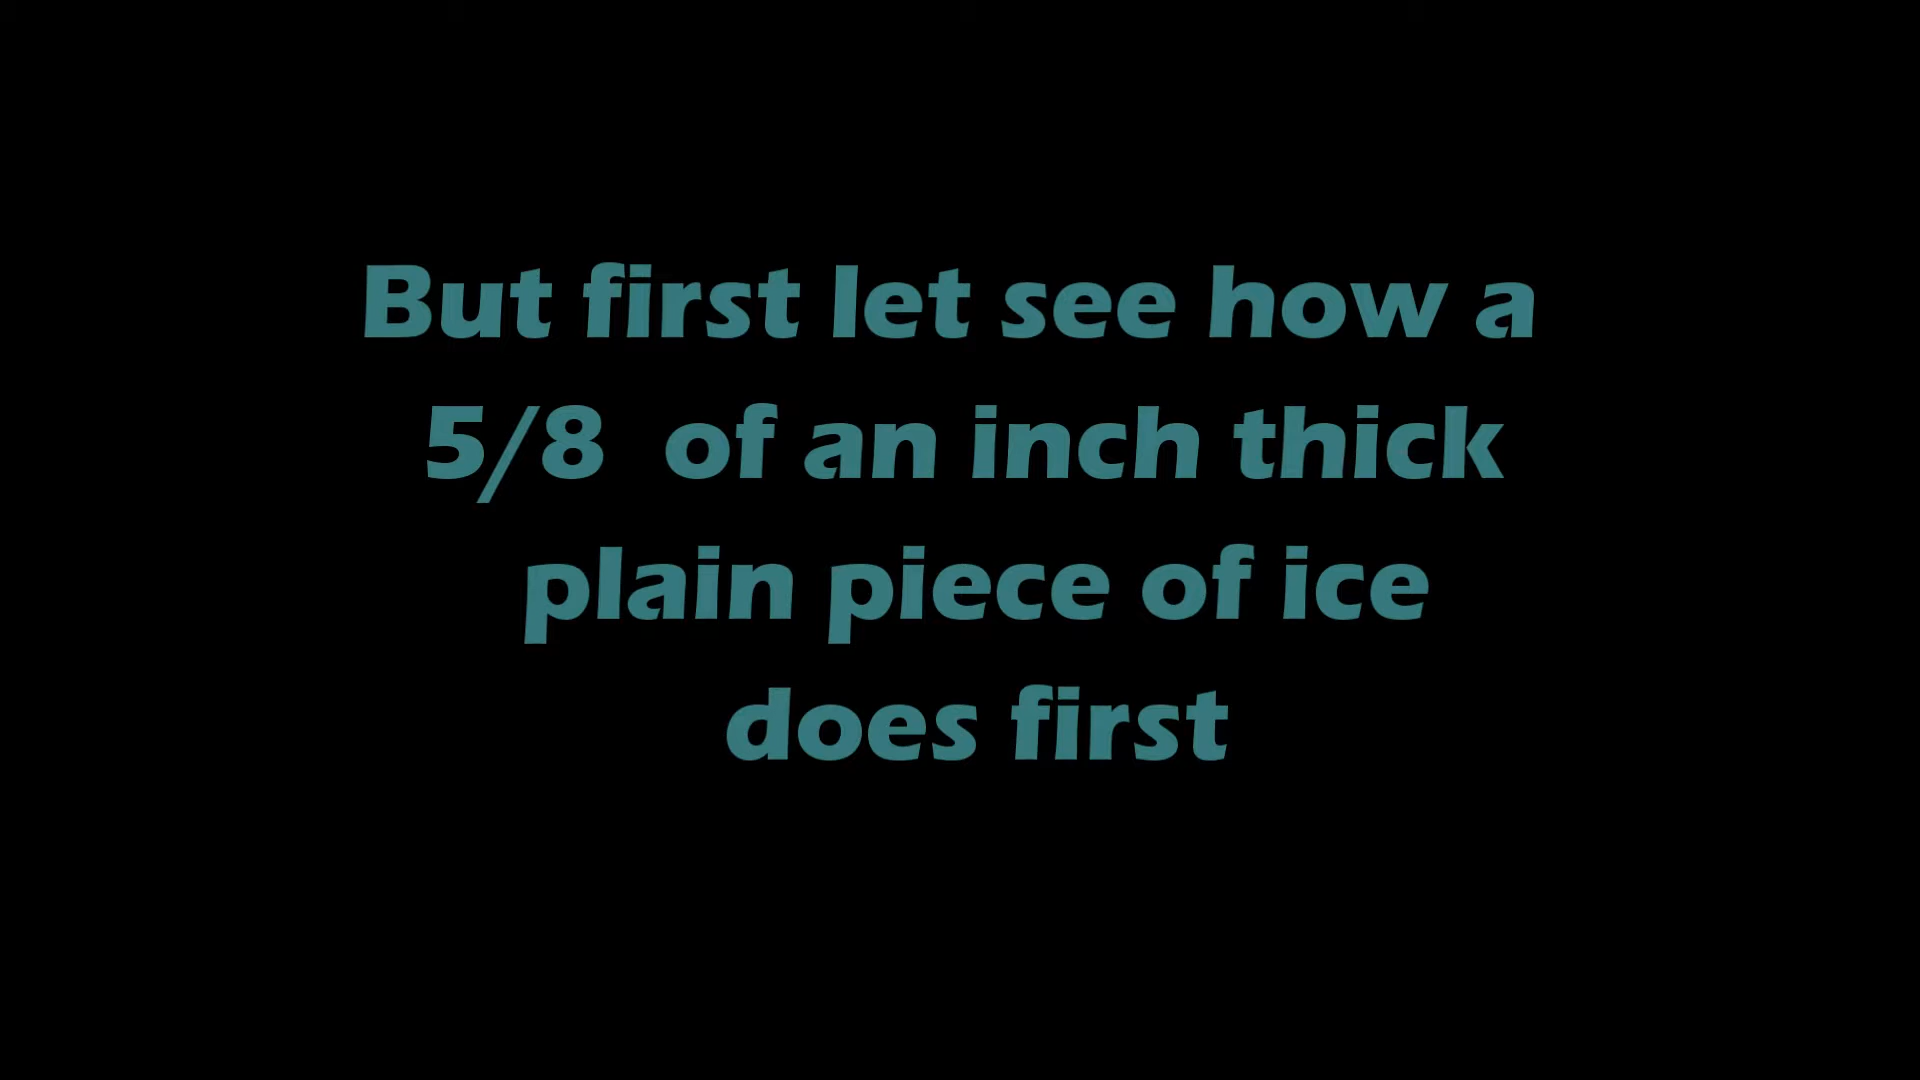 But first let see how a
5/8  of an inch thick
plain piece of ice
does first